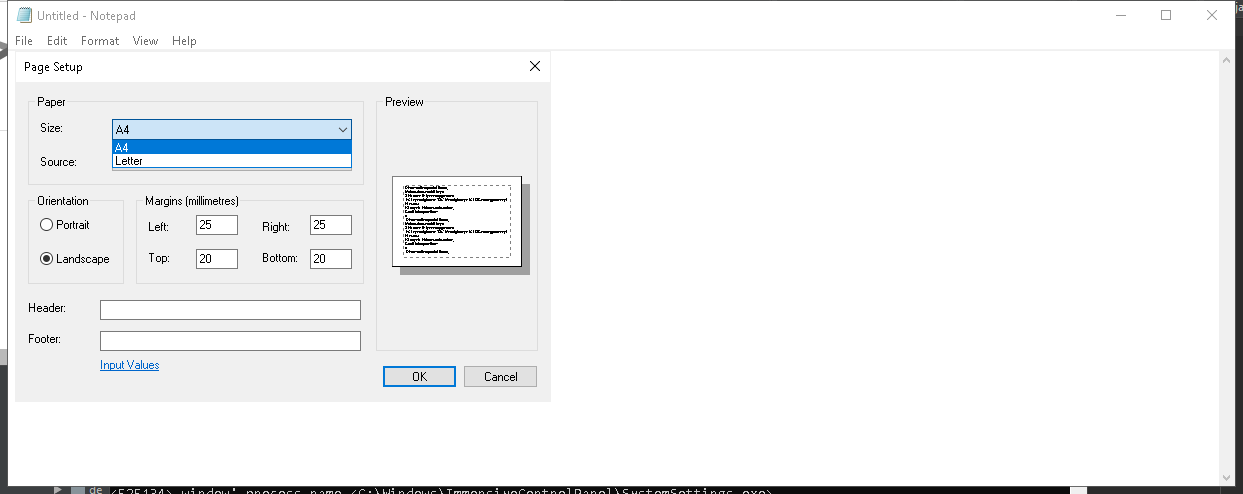 Untitled - Notepad
File Edit Format View Help
Page Setup
Paper
Size: A4
A4
Letter
Source:
Preview
Orientation
Portrait
Landscape
Margins (millimetres)
Left: 25 Right: 25
Top: 20 Bottom: 20
Header:
Footer:
Input Values
OK Cancel
de <525134> window' process name <C:\Windows\ImmersiveControlPanel\SystemSettings.exe>
ja